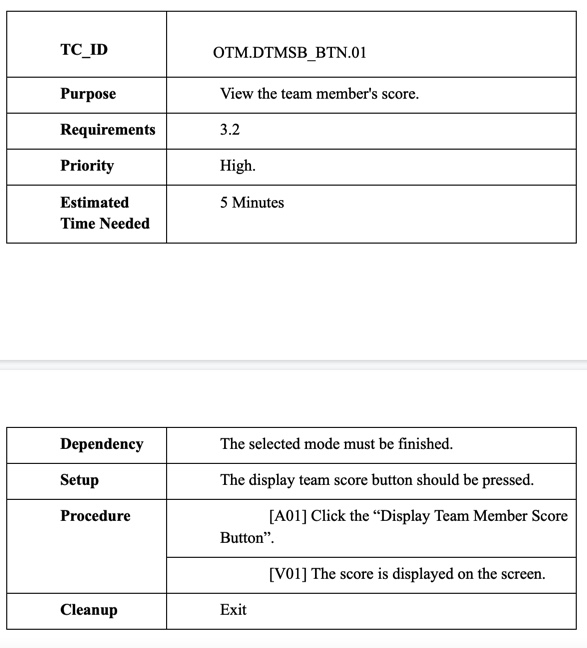 TC_ID
OTM.DTMSB_BTN.01
Purpose
View the team member's score.
Requirements
3.2
Priority
High.
Estimated
Time Needed
5 Minutes
Dependency
The selected mode must be finished.
Setup
The display team score button should be pressed.
Procedure
[A01] Click the “Display Team Member Score
Button”.
[V01] The score is displayed on the screen.
Cleanup
Exit